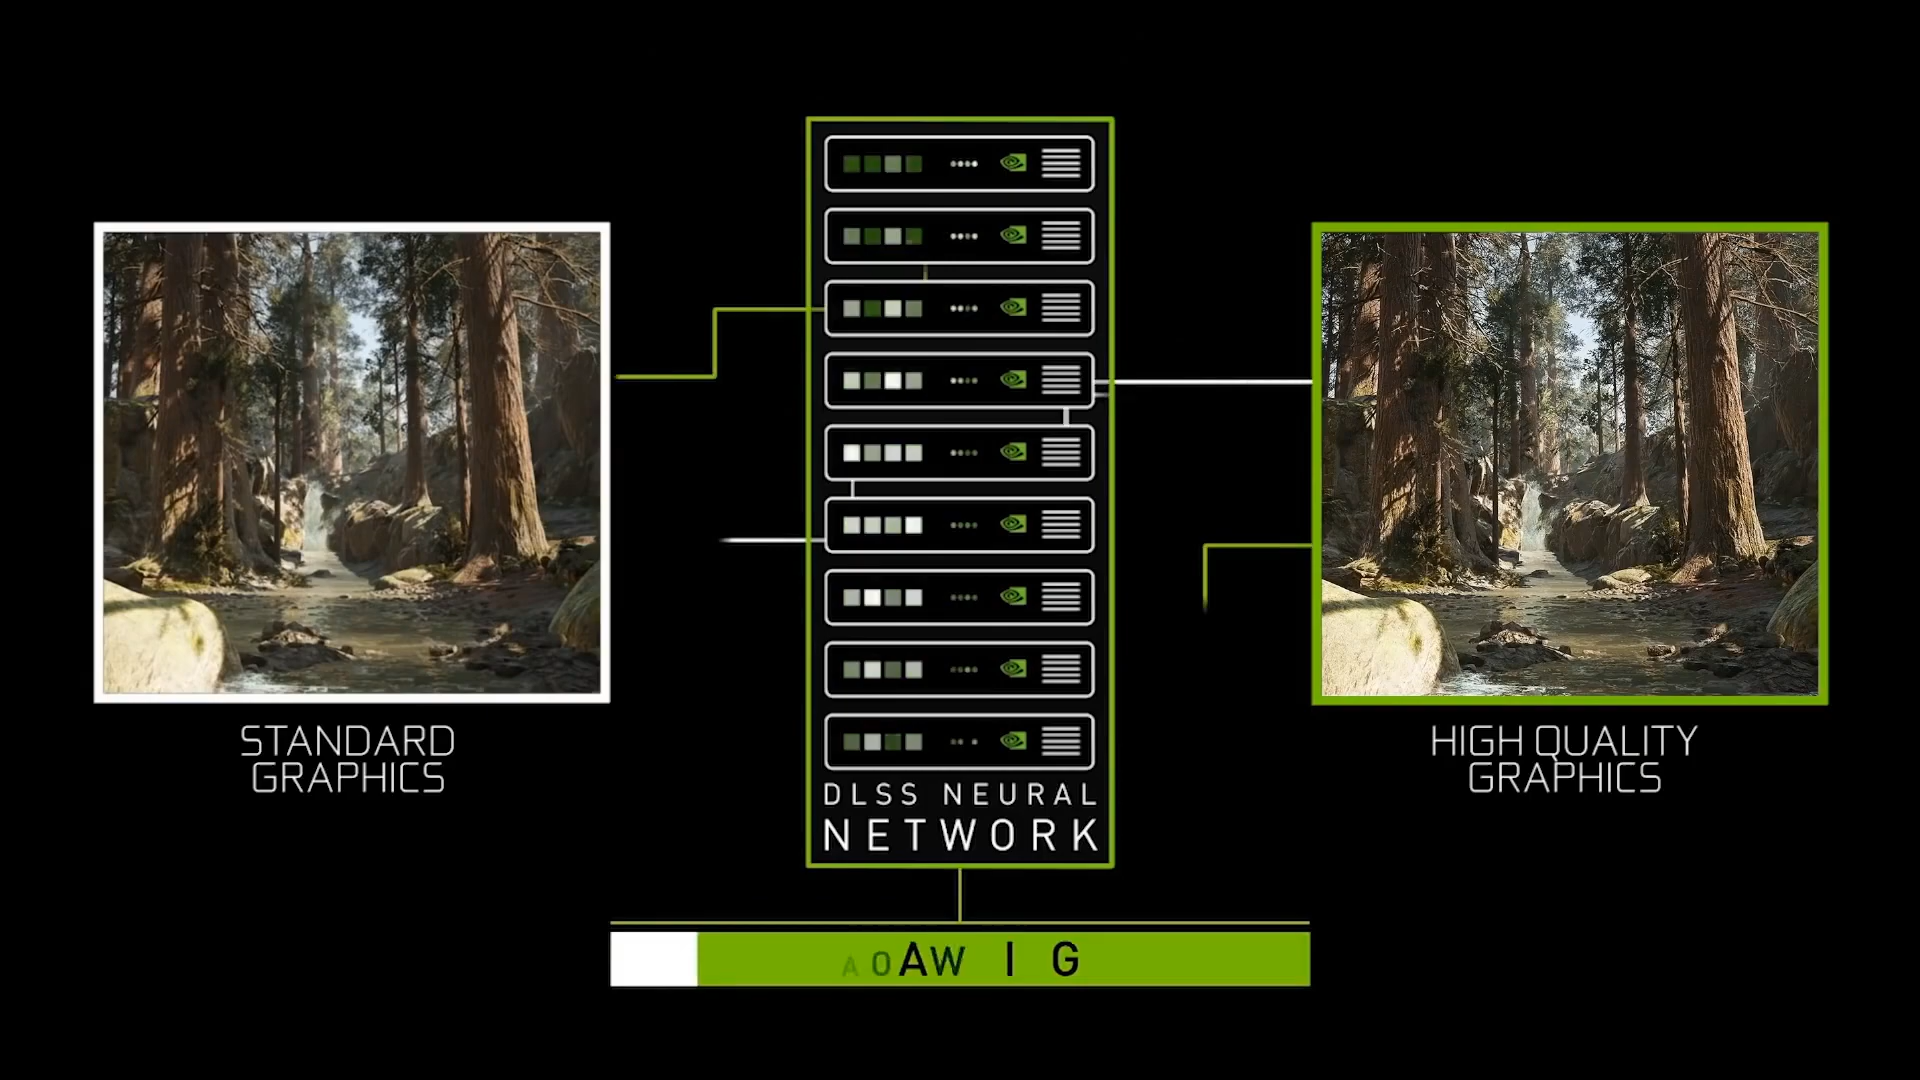 STANDARD
GRAPHICS
DLSS NEURAL
NETWORK
HIGH QUALITY
GRAPHICS